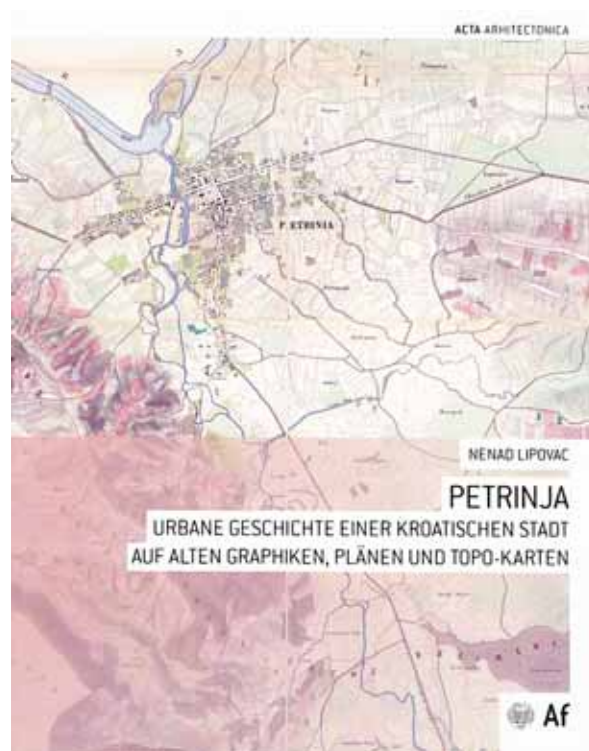 ACTA ARHITECTONICA
P ETRINIA
NENAD LIPOVAC
PETRINJA
URBANE GESCHICHTE EINER KROATISCHEN STADT
AUF ALTEN GRAPHIKEN, PLÄNEN UND TOPO-KARTEN
Af